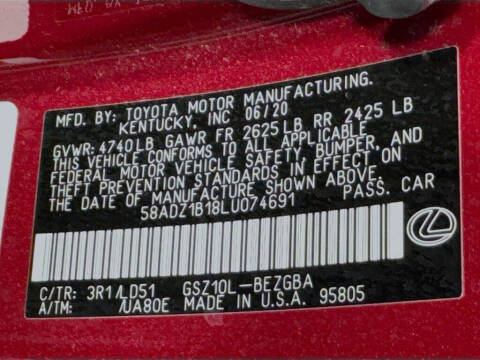 MFD. BY: TOYOTA MOTOR MANUFACTURING.
KENTUCKY, INC 06/20
GVWR: 4740LB GAWR FR 2625 LB RR 2425 LB
THIS VEHICLE CONFORMS TO ALL APPLICABLE
FEDERAL MOTOR VEHICLE SAFETY, BUMPER, AND
THEFT PREVENTION STANDARDS IN EFFECT ON
THE DATE OF MANUFACTURE SHOWN ABOVE.
58ADZ1B18LU074691 PASS. CAR
C/TR: 3R1/LD51 GSZ10L-BEZGBA
A/TM: /UA80E MADE IN U.S.A. 95805